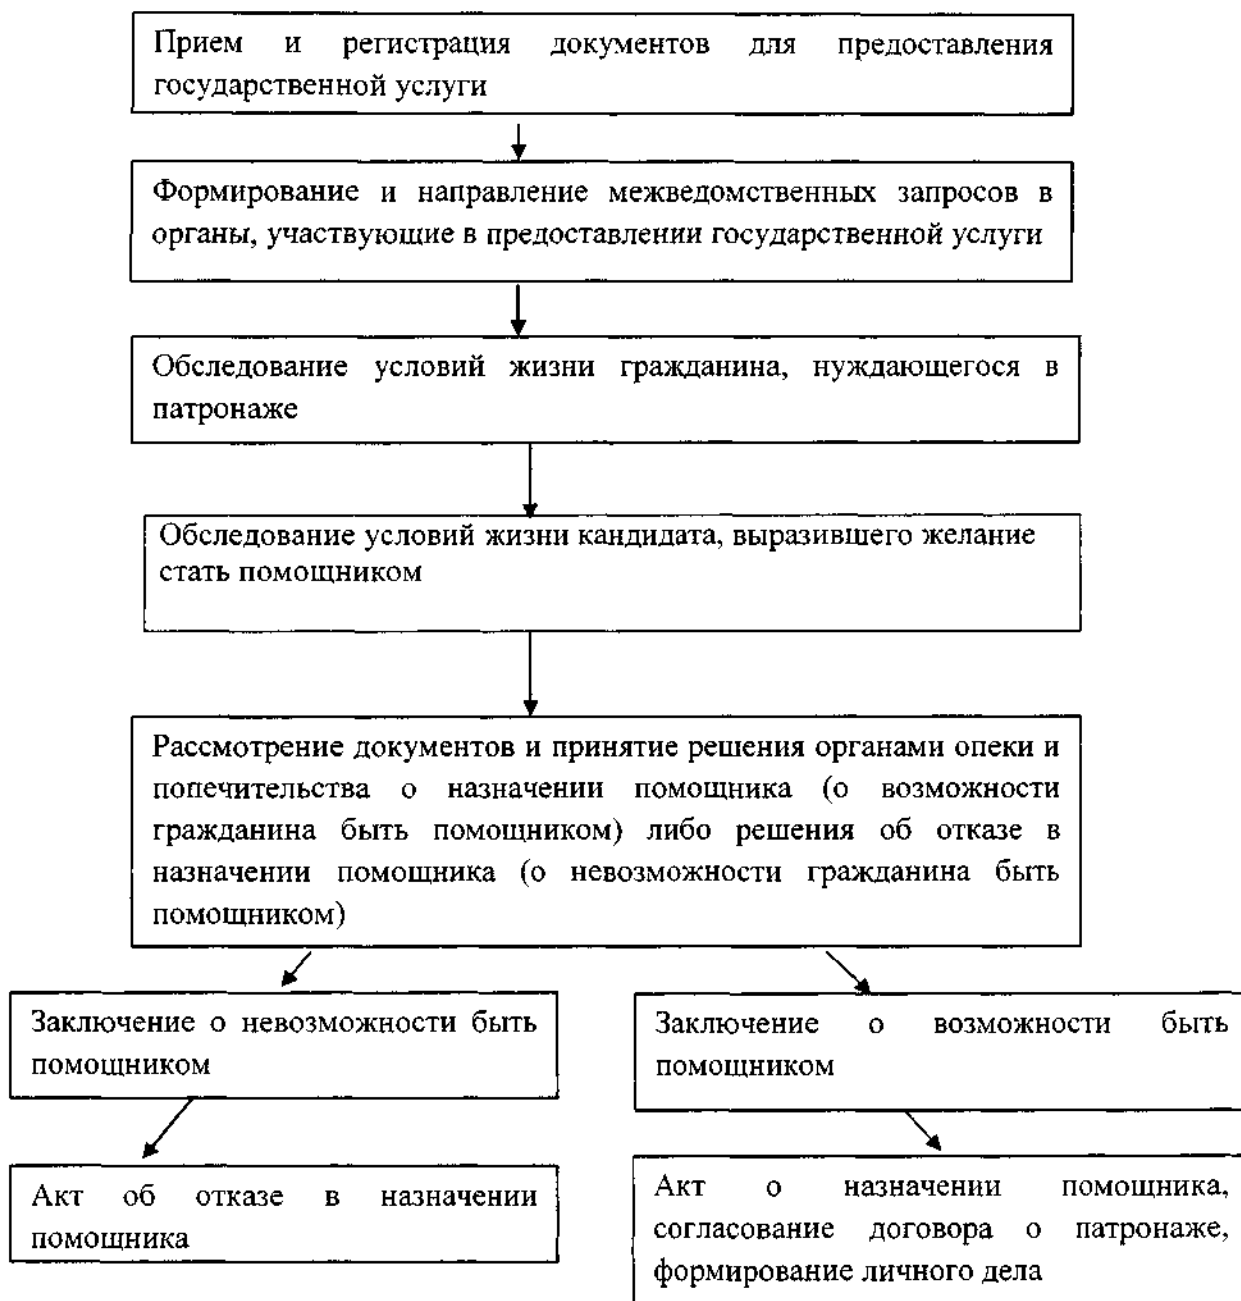 Прием и регистрация документов для предоставления
государственной услуги
Формирование и направление межведомственных запросов в
органы, участвующие в предоставлении государственной услуги
Обследование условий жизни гражданина, нуждающегося в
патронаже
Обследование условий жизни кандидата, выразившего желание
стать помощником
Рассмотрение документов и принятие решения органами опеки и
попечительства о назначении помощника (о возможности
гражданина быть помощником) либо решения об отказе в
назначении помощника (о невозможности гражданина быть
помощником)
Заключение о невозможности быть
помощником
Заключение о возможности быть
помощником
Акт об отказе в назначении
помощника
Акт о назначении помощника,
согласование договора о патронаже,
формирование личного дела